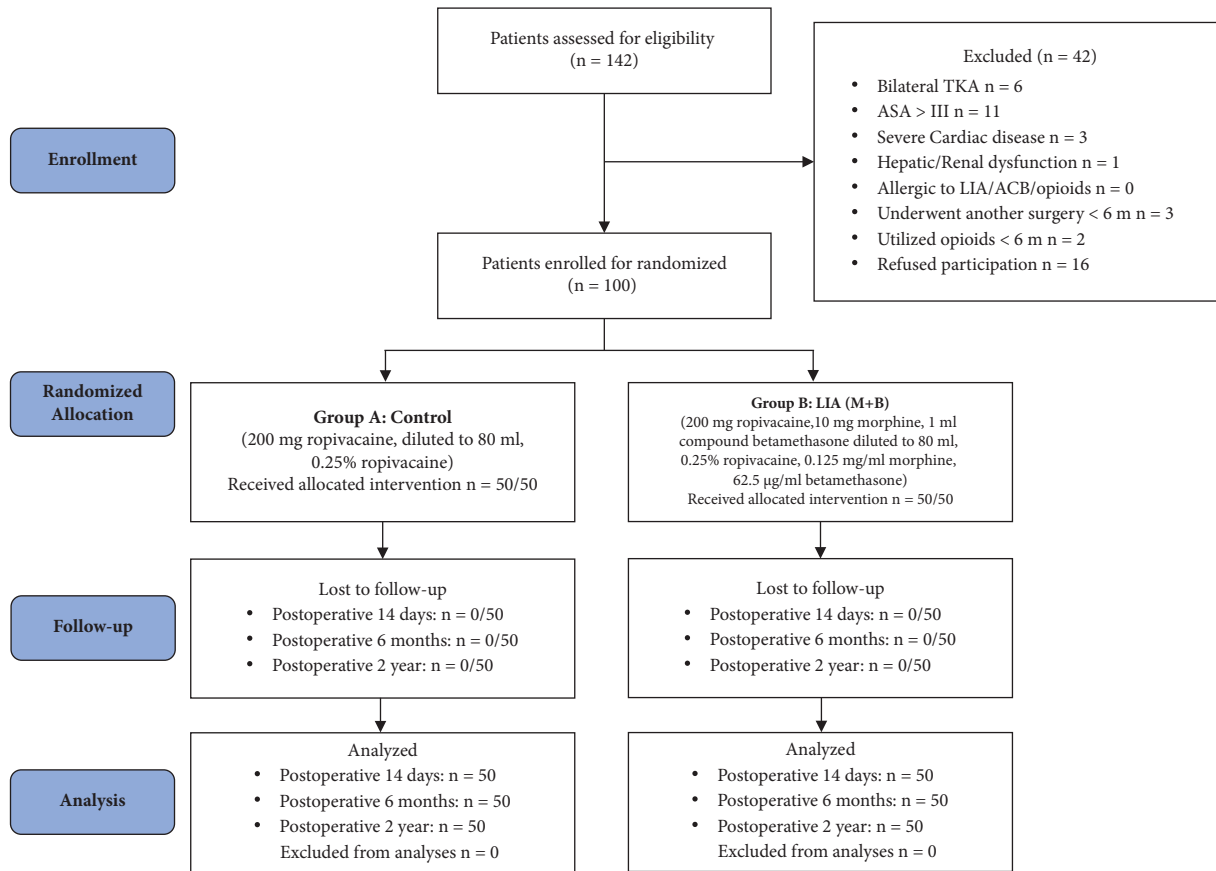 Patients assessed for eligibility
(n = 142)
Excluded (n = 42)
• Bilateral TKA n = 6
• ASA > III n = 11
• Severe Cardiac disease n = 3
• Hepatic/Renal dysfunction n = 1
• Allergic to LIA/ACB/opioids n = 0
• Underwent another surgery < 6 m n = 3
• Utilized opioids < 6 m n = 2
• Refused participation n = 16
Enrollment
Patients enrolled for randomized
(n = 100)
Randomized
Allocation
Group A: Control
(200 mg ropivacaine, diluted to 80 ml,
0.25% ropivacaine)
Received allocated intervention n = 50/50
Group B: LIA (M+B)
(200 mg ropivacaine,10 mg morphine, 1 ml
compound betamethasone diluted to 80 ml,
0.25% ropivacaine, 0.125 mg/ml morphine,
62.5 µg/ml betamethasone)
Received allocated intervention n = 50/50
Follow-up
Lost to follow-up
• Postoperative 14 days: n = 0/50
• Postoperative 6 months: n = 0/50
• Postoperative 2 year: n = 0/50
Lost to follow-up
• Postoperative 14 days: n = 0/50
• Postoperative 6 months: n = 0/50
• Postoperative 2 year: n = 0/50
Analysis
Analyzed
• Postoperative 14 days: n = 50
• Postoperative 6 months: n = 50
• Postoperative 2 year: n = 50
Excluded from analyses n = 0
Analyzed
• Postoperative 14 days: n = 50
• Postoperative 6 months: n = 50
• Postoperative 2 year: n = 50
Excluded from analyses n = 0